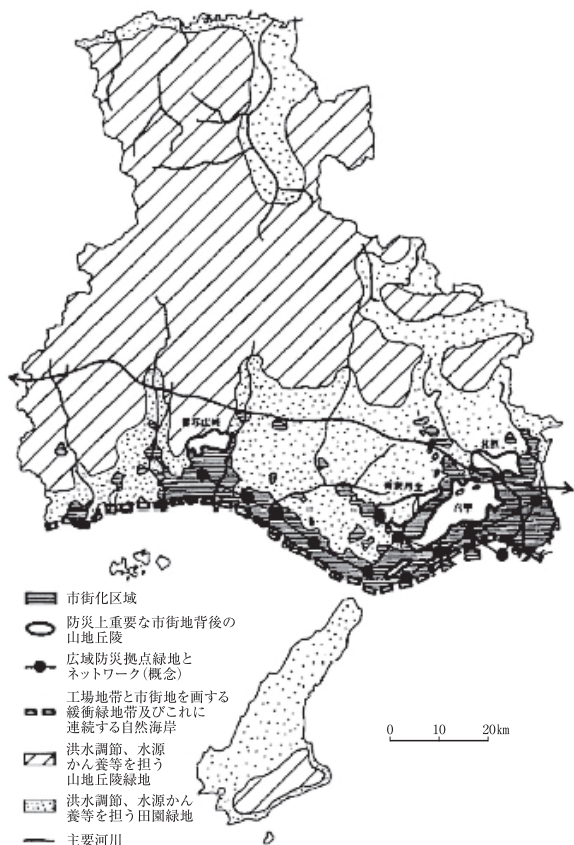 北摂
六甲
市街化区域
防災上重要な市街地背後の
山地丘陵
広域防災拠点緑地と
ネットワーク(概念)
工場地帯と市街地を画する
緩衝緑地帯及びこれに
連続する自然海岸
洪水調節、水源
かん養等を担う
山地丘陵緑地
洪水調節、水源かん
養等を担う田園緑地
主要河川
0 10 20km